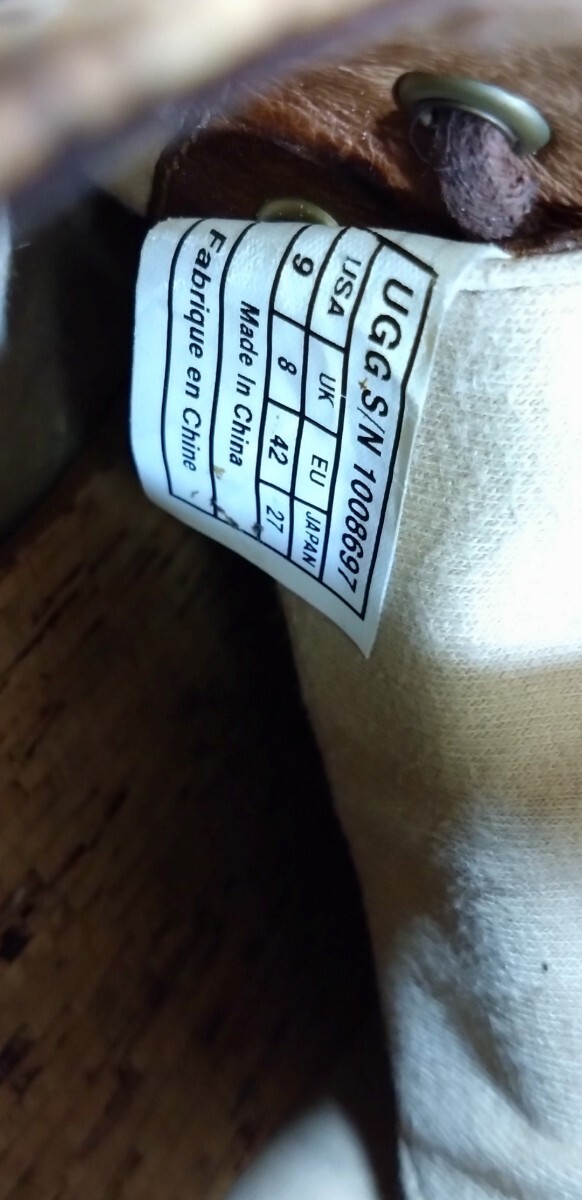 UGG S/N 1008697
USA UK EU JAPAN
9 8 42 27
Made In China
Fabrique en Chine